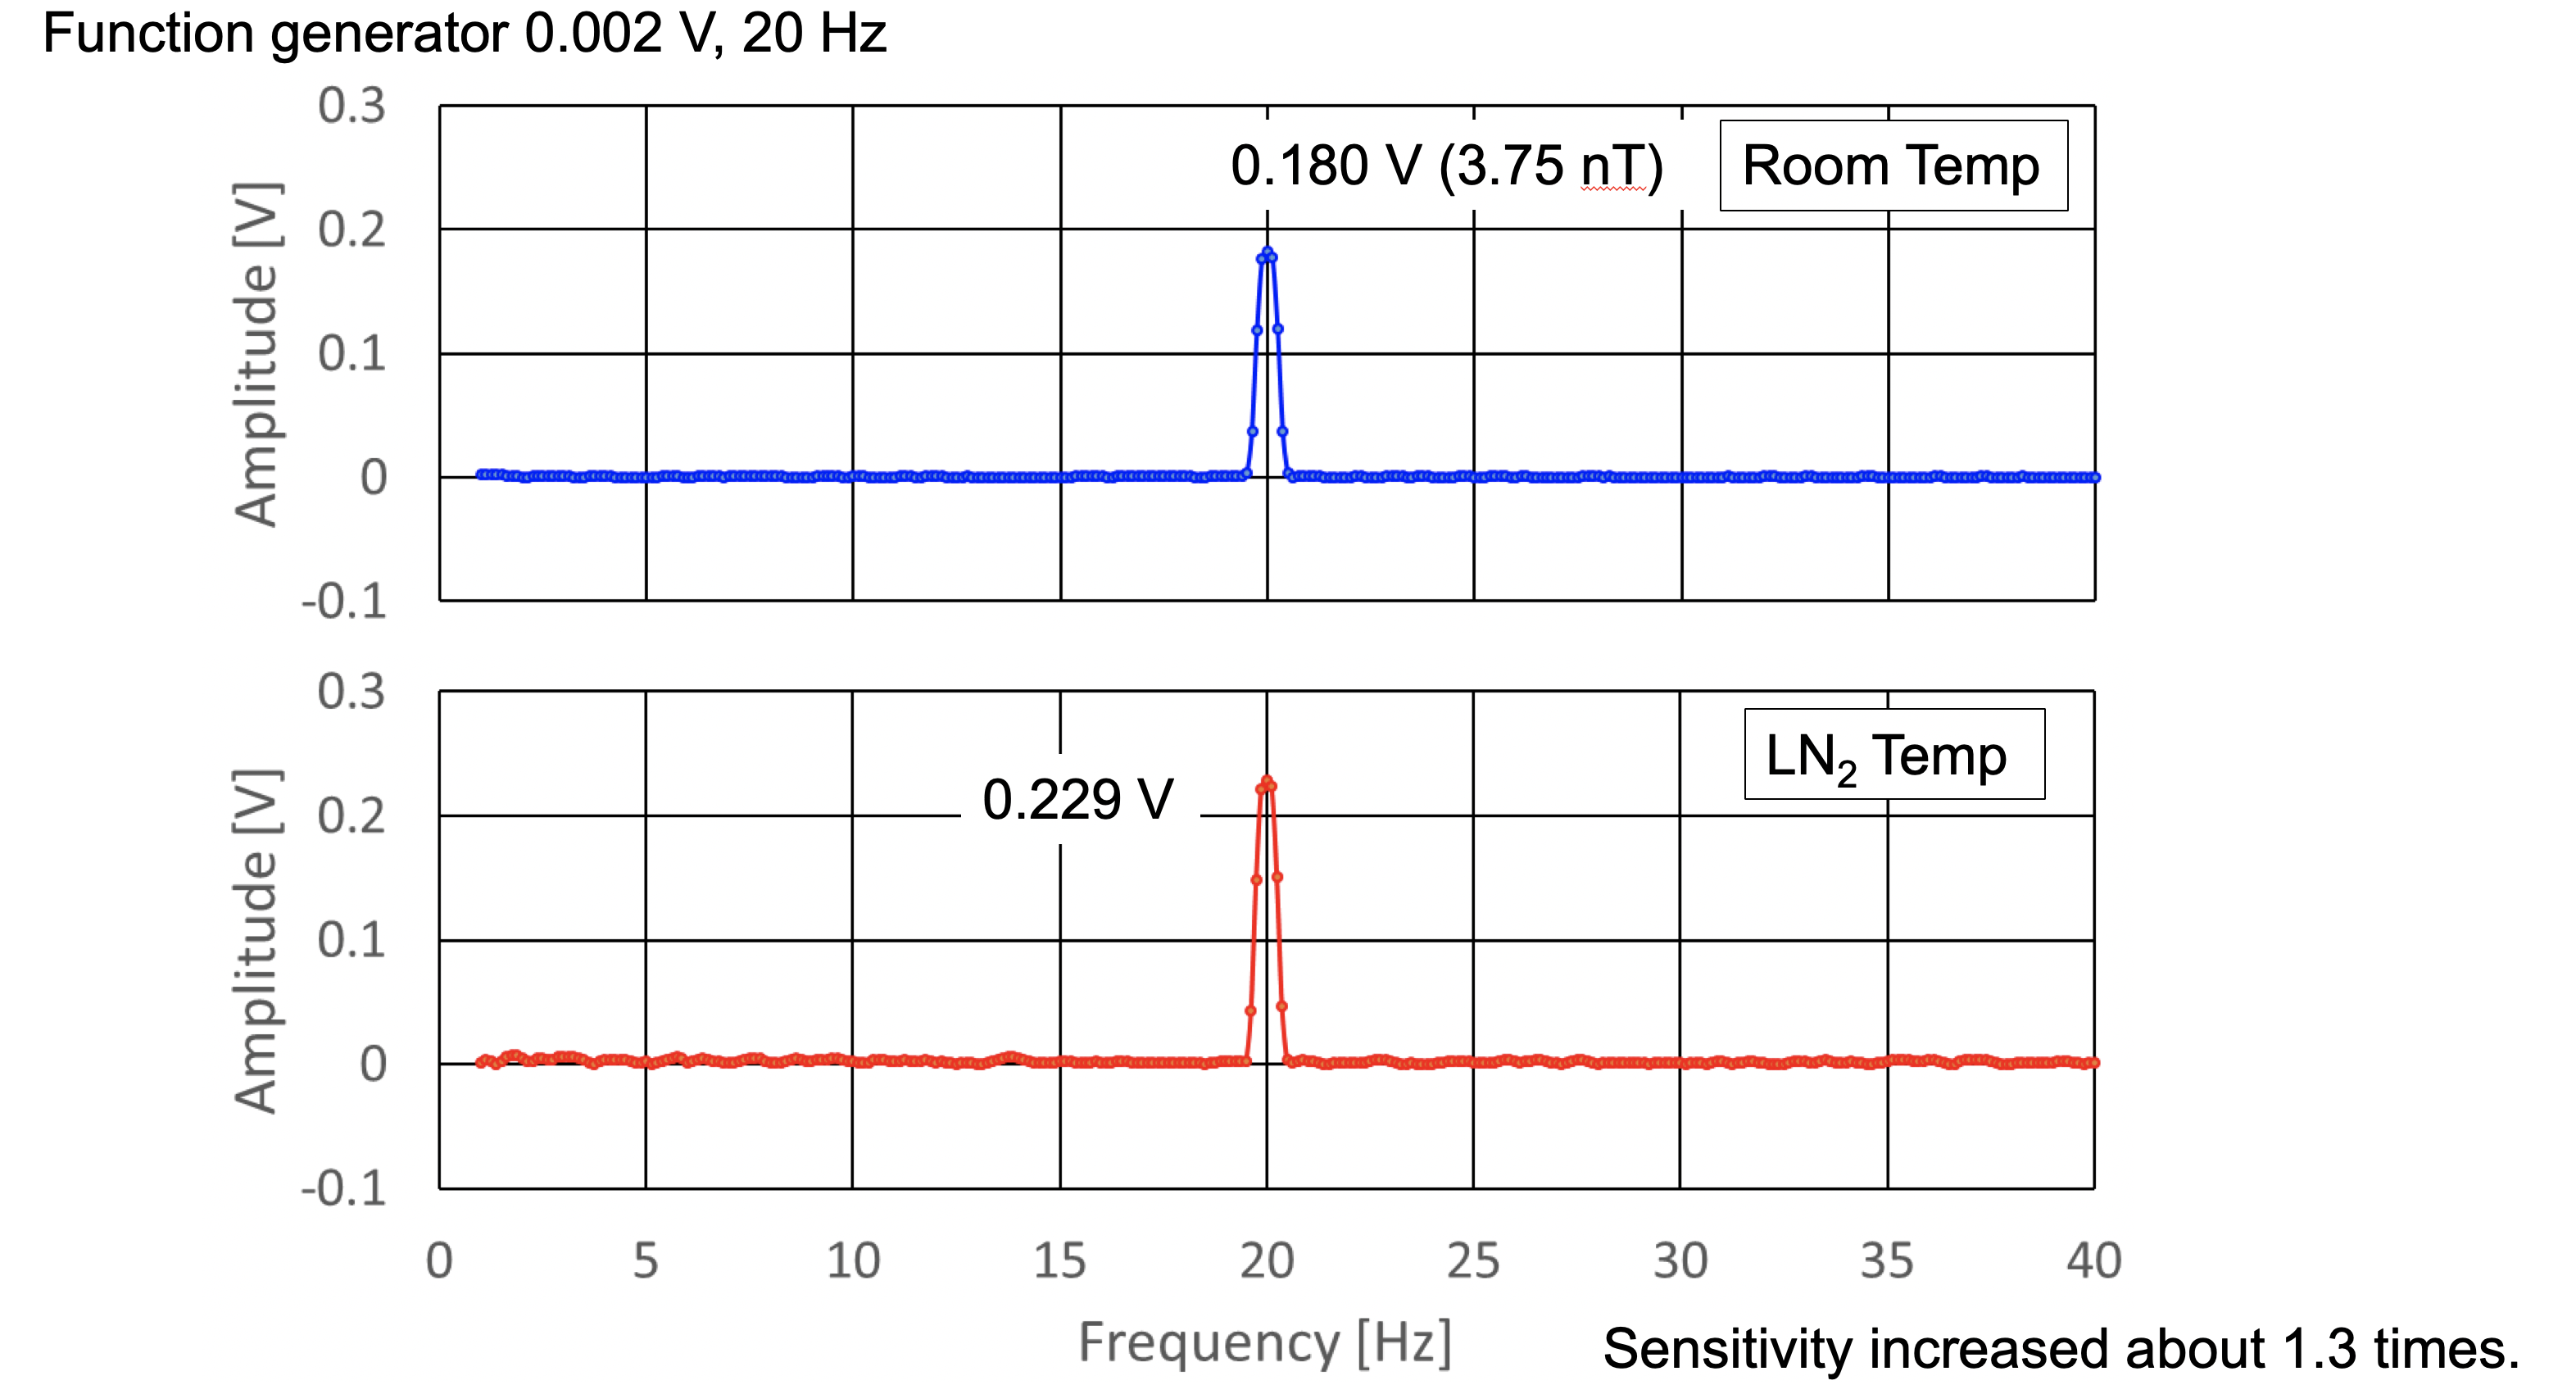 Function generator 0.002 V, 20 Hz
0.3
0.180 V (3.75 nT)
Room Temp
0.2
Amplitude [V]
0.1
0
-0.1
0.3
LN₂ Temp
0.229 V
0.2
Amplitude [V]
0.1
0
-0.1
0 5 10 15 20 25 30 35 40
Frequency [Hz]
Sensitivity increased about 1.3 times.